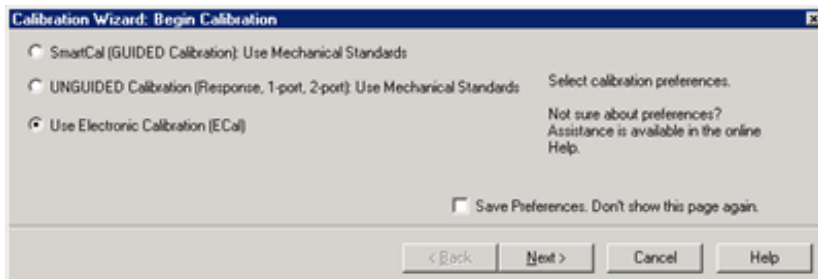 Calibration Wizard: Begin Calibration
SmartCal (GUIDED Calibration): Use Mechanical Standards
UNGUIDED Calibration (Response, 1-port, 2-port): Use Mechanical Standards
Use Electronic Calibration (ECal)
Select calibration preferences.
Not sure about preferences?
Assistance is available in the online
Help.
Save Preferences. Don't show this page again.
< Back
Next >
Cancel
Help